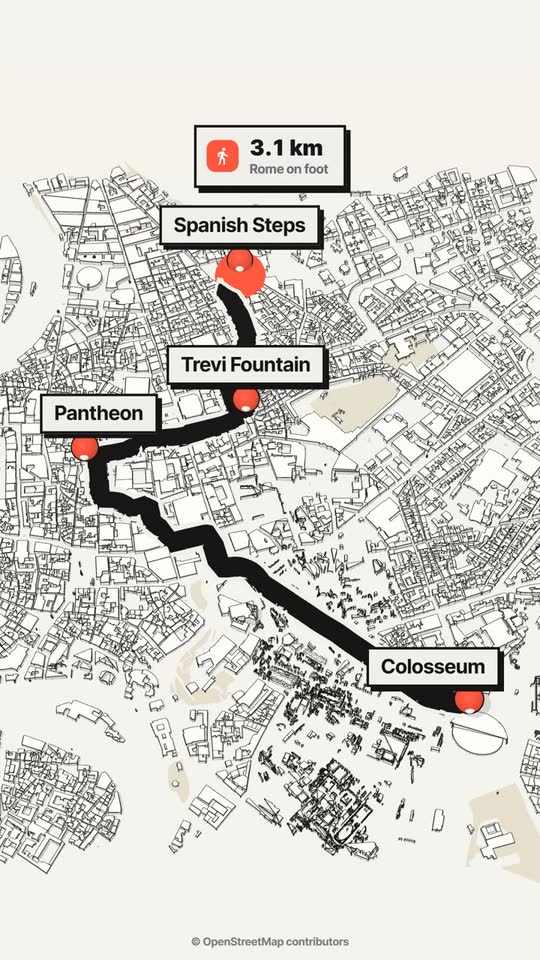 3.1 km
Rome on foot
Spanish Steps
Trevi Fountain
Pantheon
Colosseum
© OpenStreetMap contributors